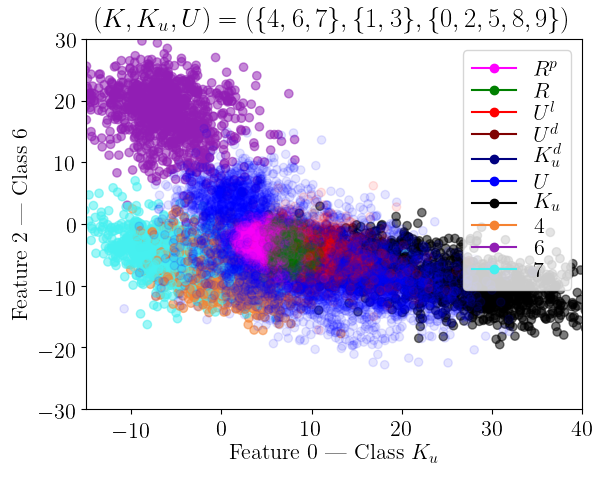 (K, K_u, U) = ({4, 6, 7}, {1, 3}, {0, 2, 5, 8, 9})
30
20
10
0
−10
−20
−30
Feature 2 — Class 6
R^p
R
U^l
U^d
K_u^d
U
K_u
4
6
7
−10
0
10
20
30
40
Feature 0 — Class K_u